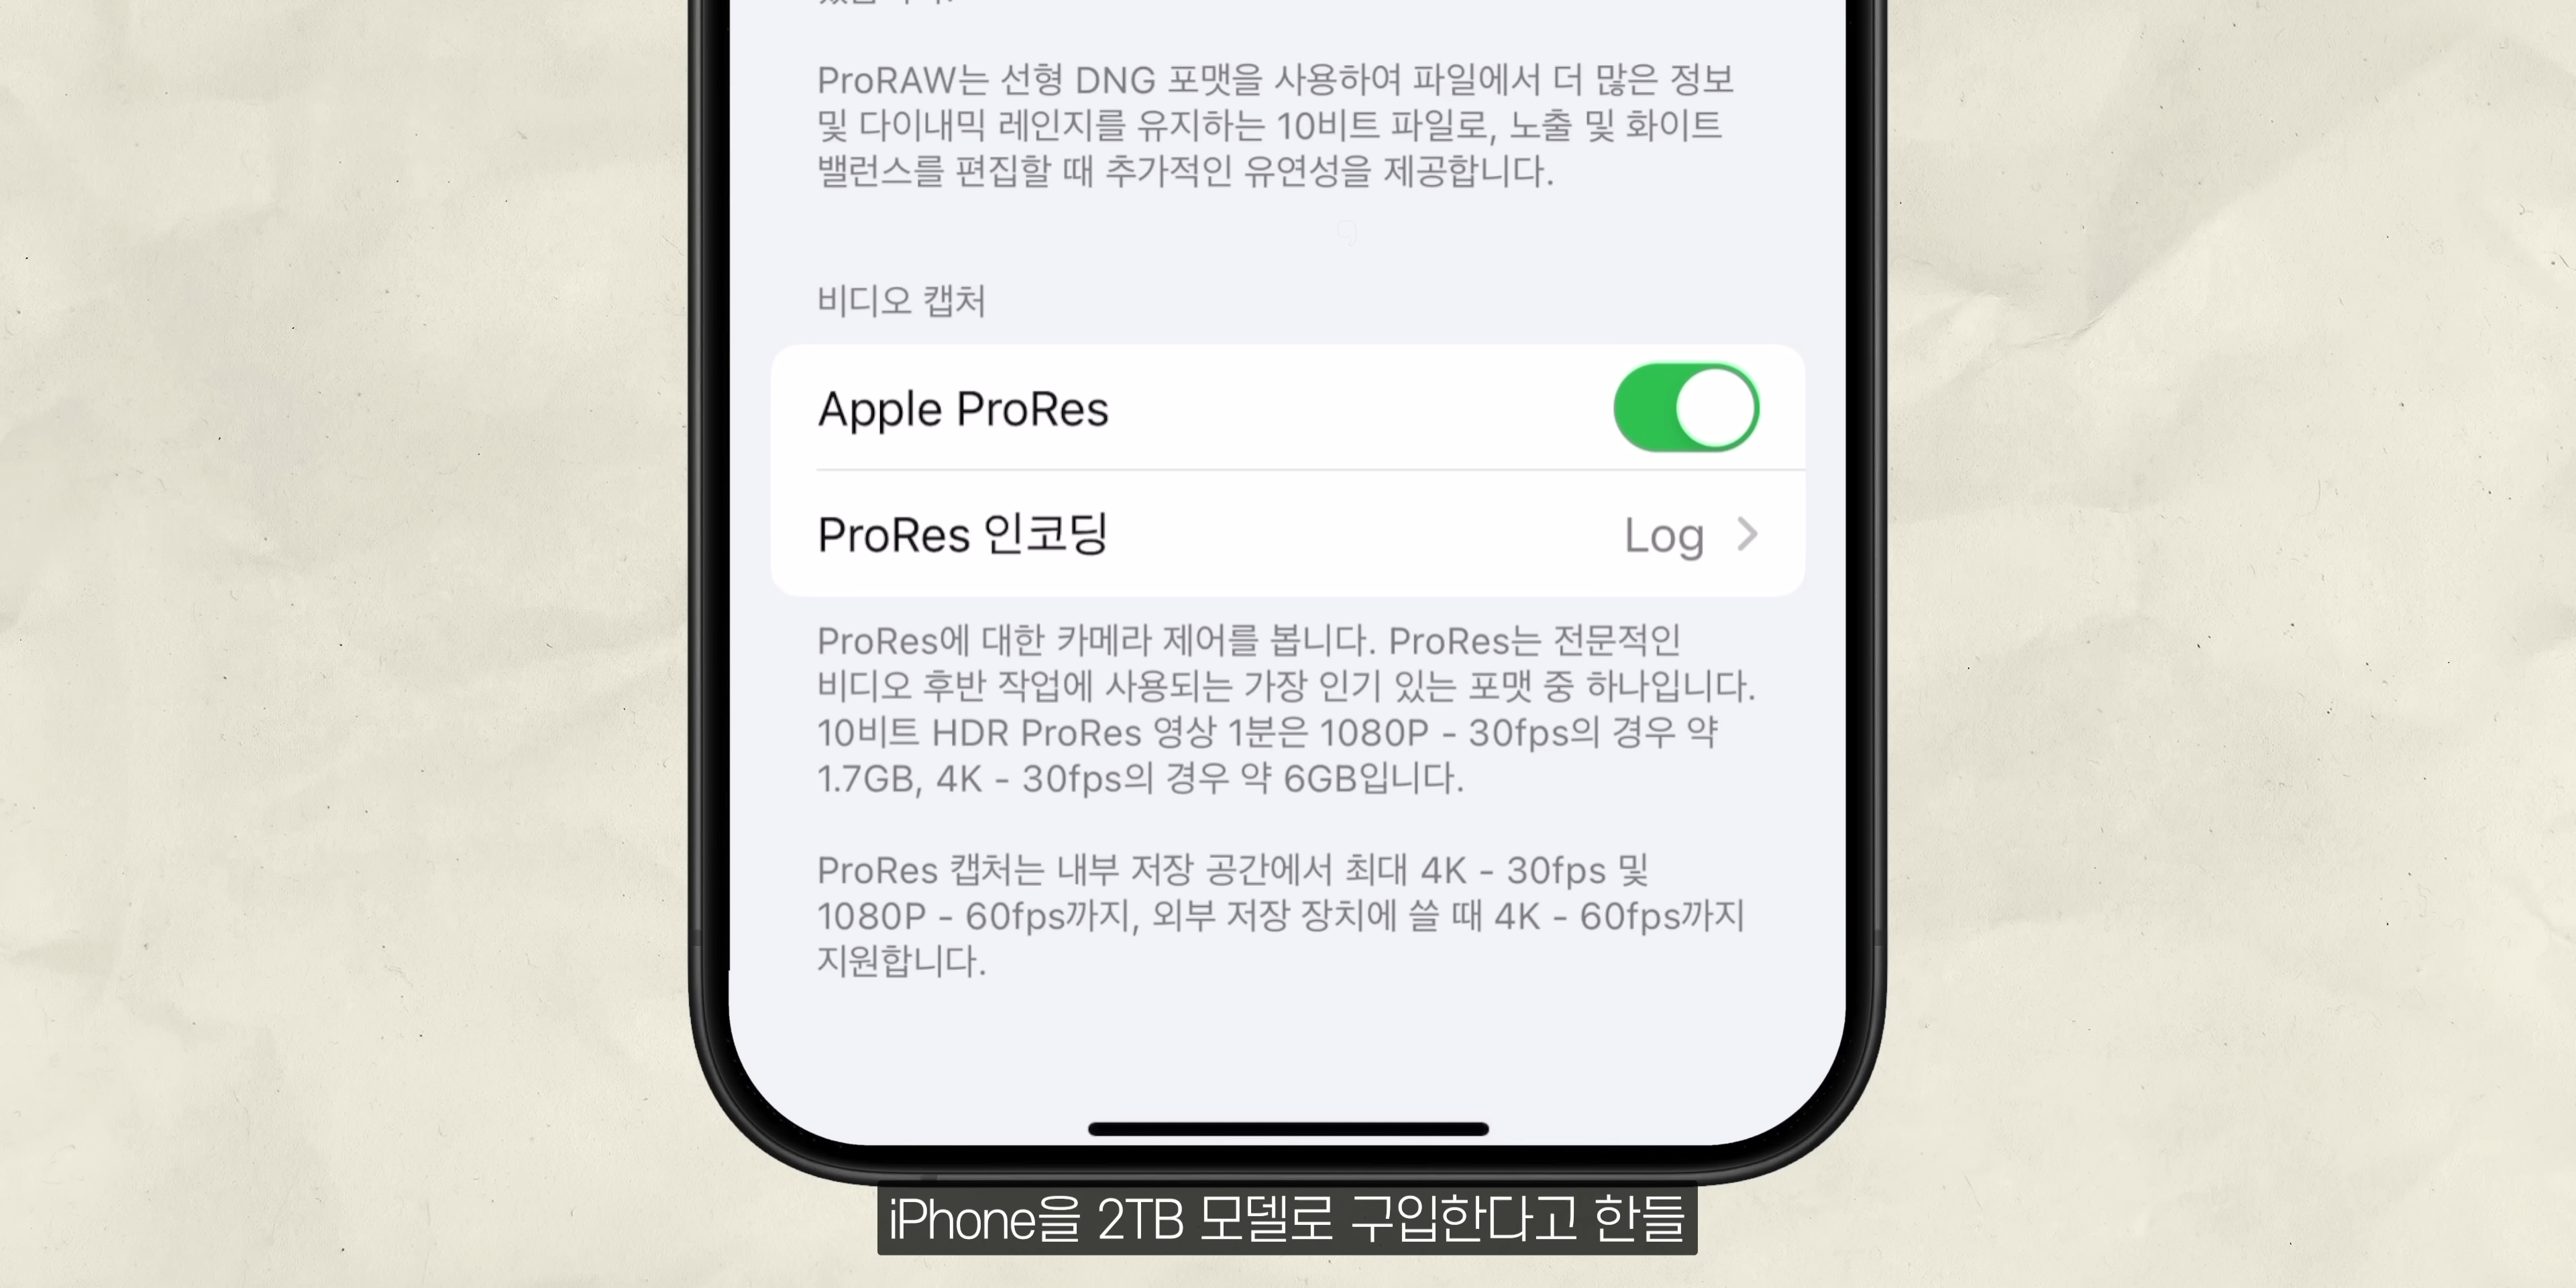 ProRAW는 선형 DNG 포맷을 사용하여 파일에서 더 많은 정보
및 다이내믹 레인지를 유지하는 10비트 파일로, 노출 및 화이트
밸런스를 편집할 때 추가적인 유연성을 제공합니다.
비디오 캡처
Apple ProRes
ProRes 인코딩 Log
ProRes에 대한 카메라 제어를 봅니다. ProRes는 전문적인
비디오 후반 작업에 사용되는 가장 인기 있는 포맷 중 하나입니다.
10비트 HDR ProRes 영상 1분은 1080P - 30fps의 경우 약
1.7GB, 4K - 30fps의 경우 약 6GB입니다.
ProRes 캡처는 내부 저장 공간에서 최대 4K - 30fps 및
1080P - 60fps까지, 외부 저장 장치에 쓸 때 4K - 60fps까지
지원합니다.
iPhone을 2TB 모델로 구입한다고 한들